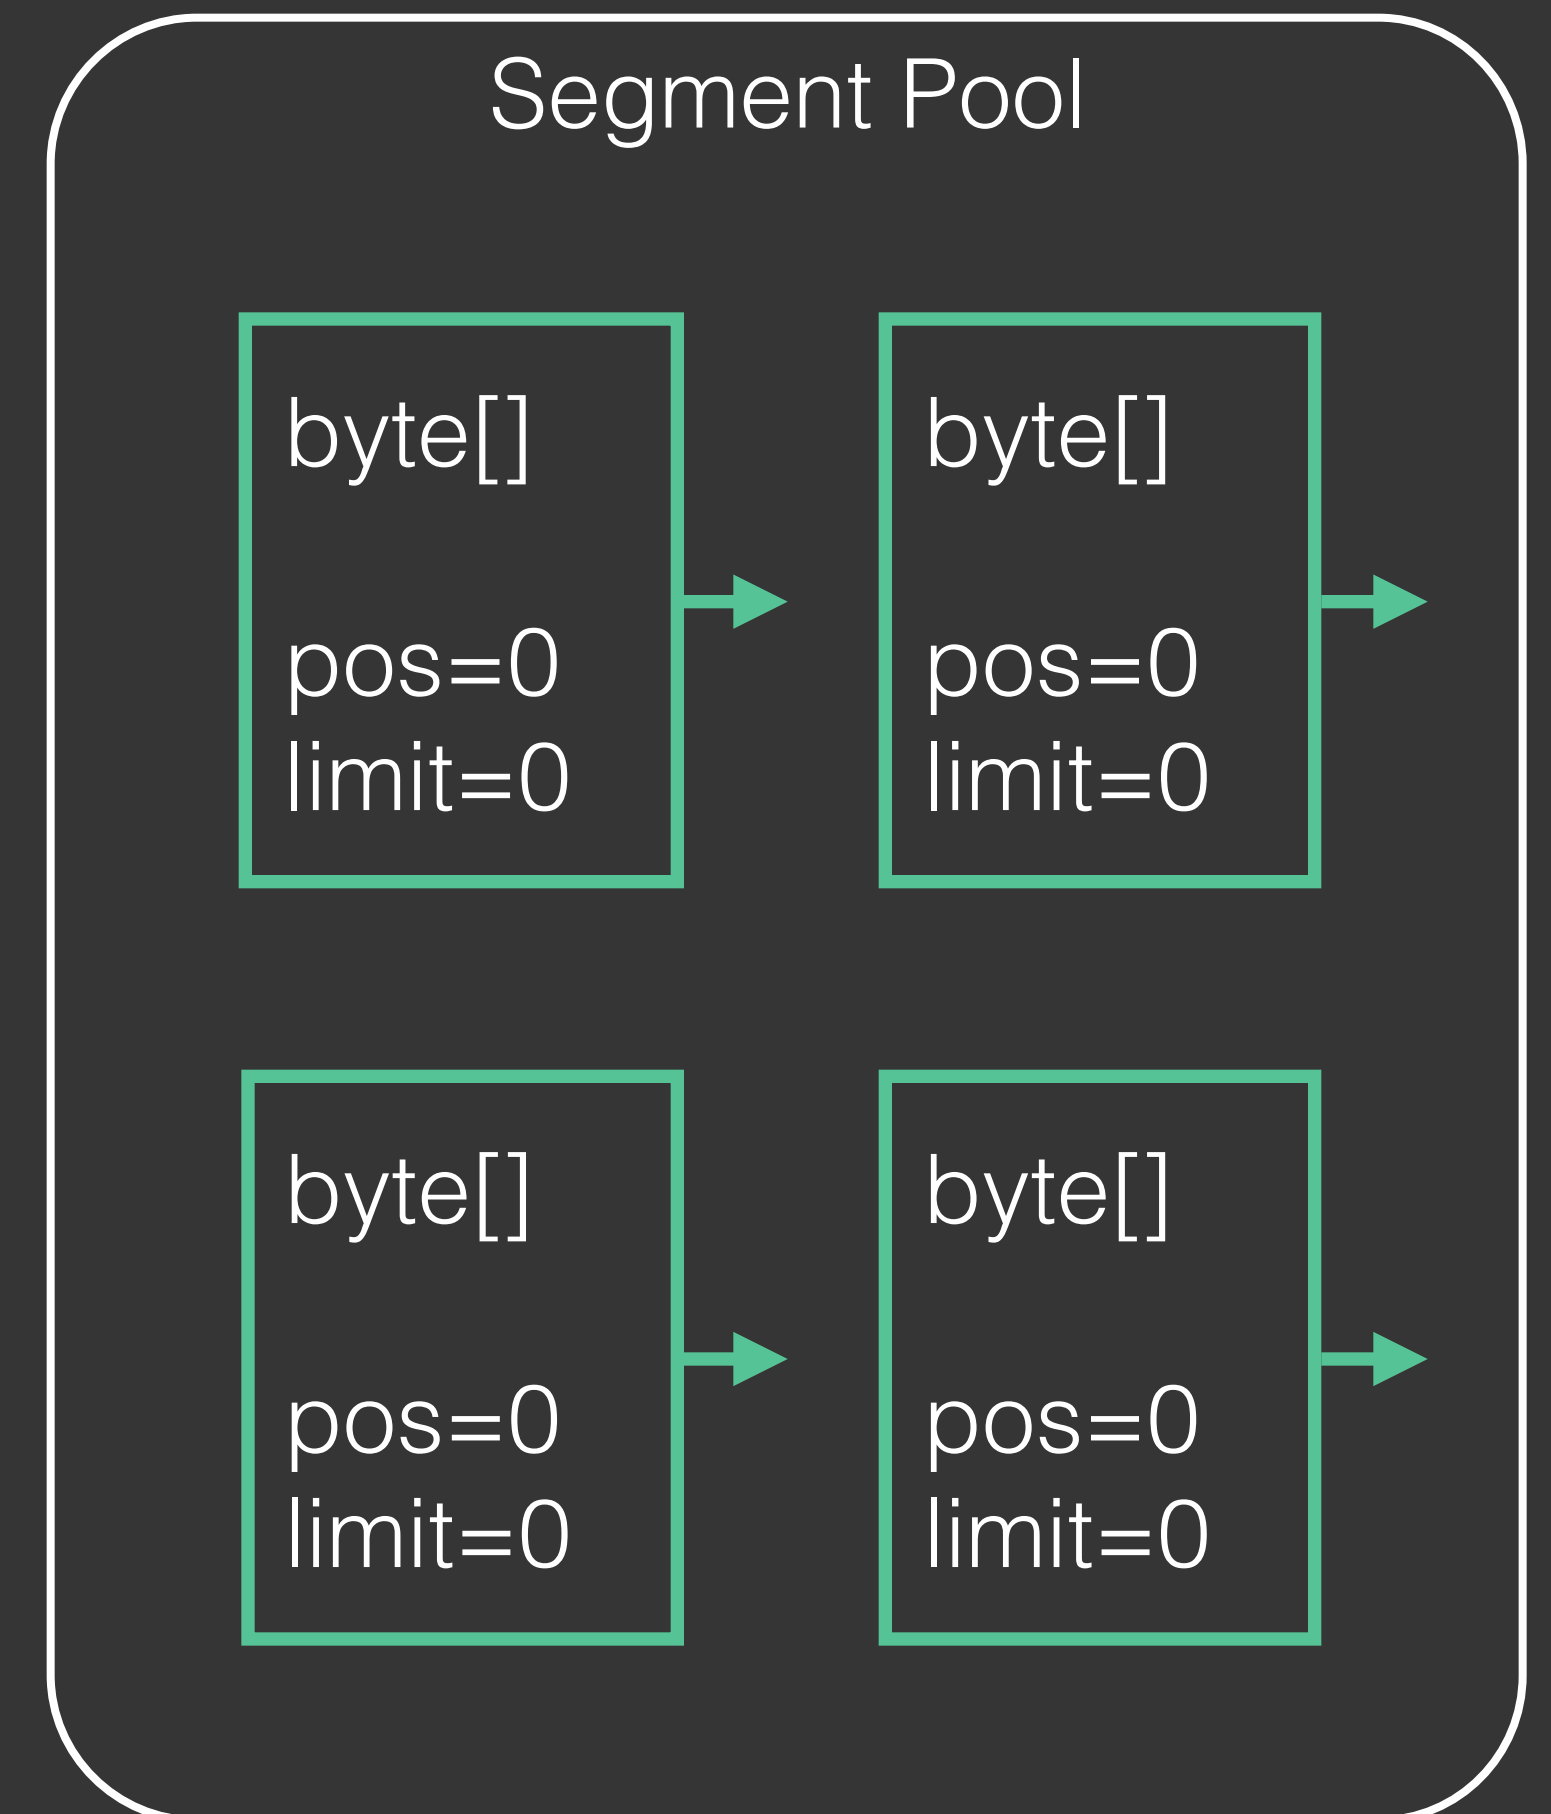 Segment Pool
byte[]
pos=0
limit=0
byte[]
pos=0
limit=0
byte[]
pos=0
limit=0
byte[]
pos=0
limit=0